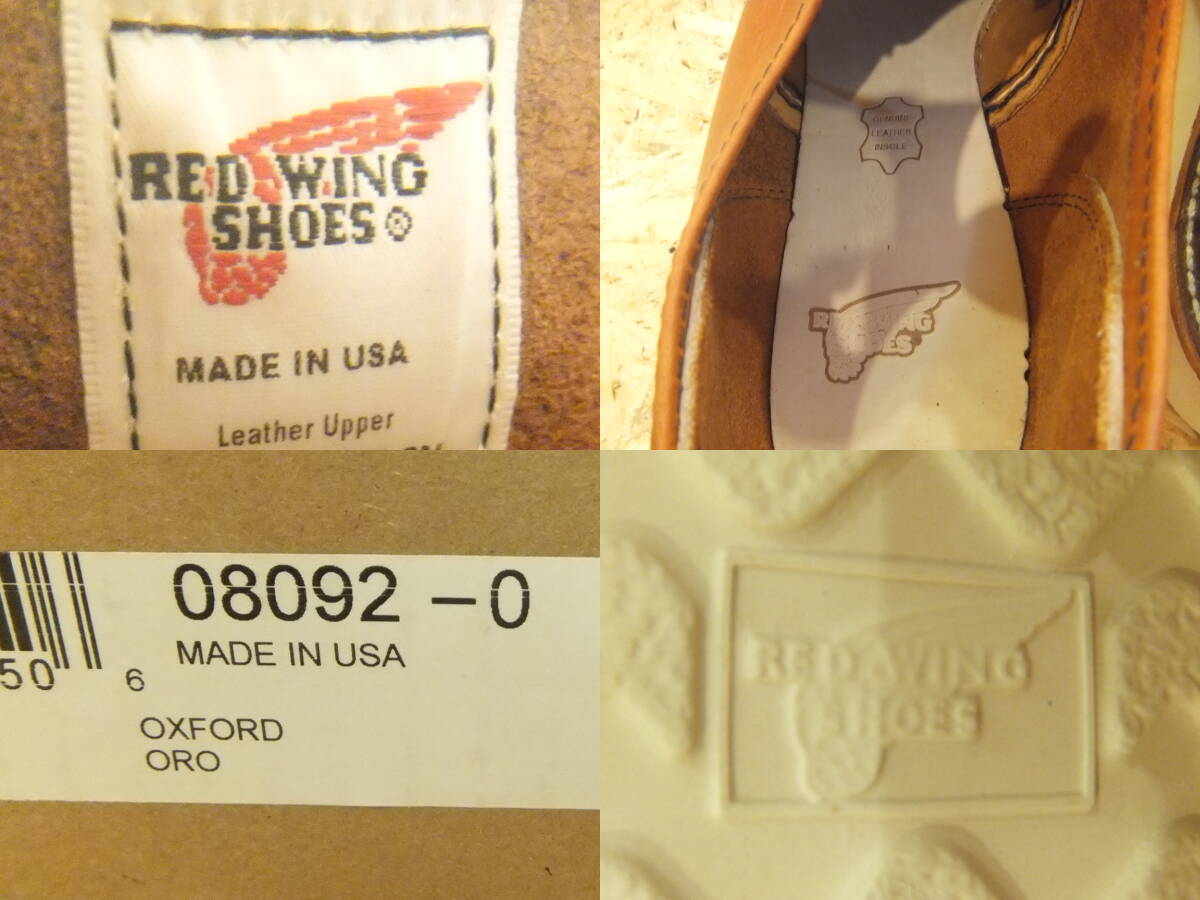 RED WING
SHOES®
MADE IN USA
Leather Upper
GENUINE
LEATHER
INSOLE
RED WING
SHOES
08092-0
MADE IN USA
50 6
OXFORD
ORO
RED WING
SHOES